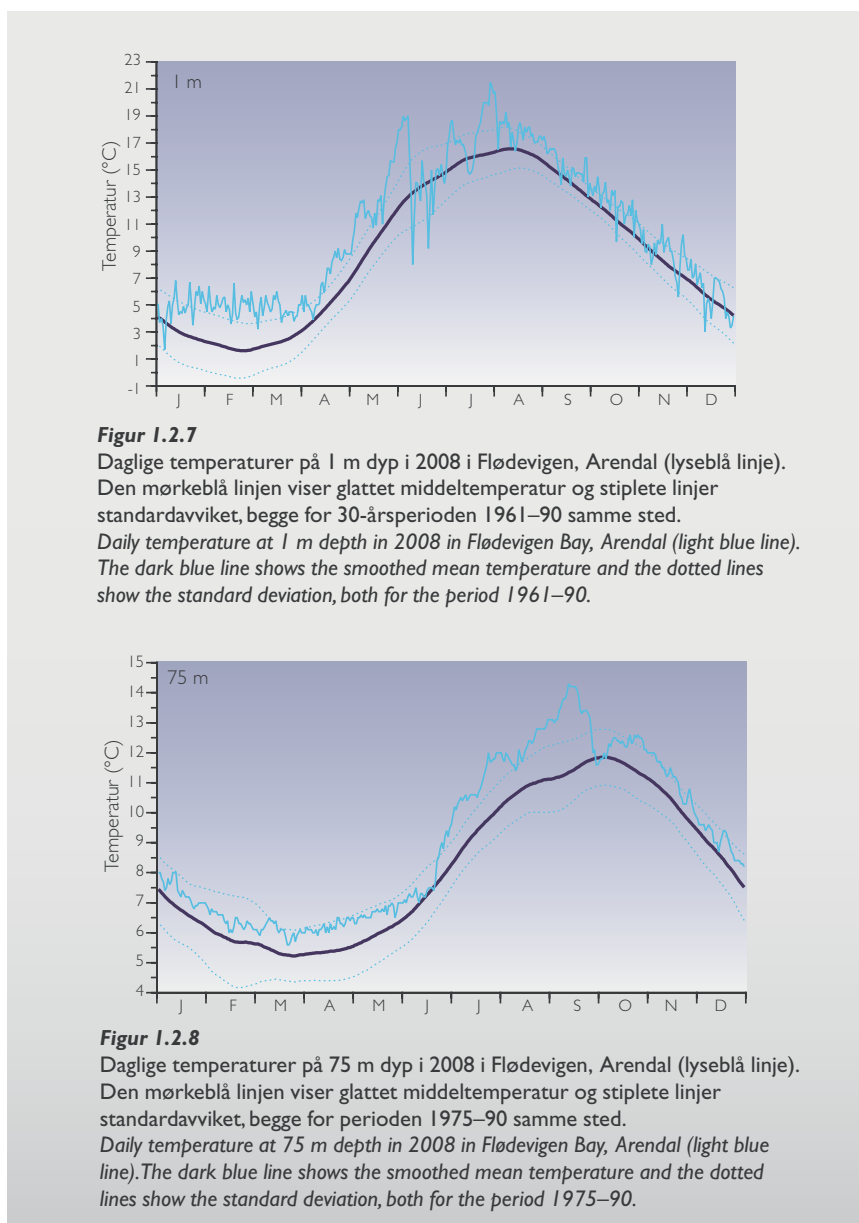 23
21
19
17
15
13
11
9
7
5
3
1
-1
Temperatur (°C)
1 m
J F M A M J J A S O N D
Figur 1.2.7
Daglige temperaturer på 1 m dyp i 2008 i Flødevigen, Arendal (lyseblå linje).
Den mørkeblå linjen viser glattet middeltemperatur og stiplete linjer
standardavviket, begge for 30-årsperioden 1961–90 samme sted.
Daily temperature at 1 m depth in 2008 in Flødevigen Bay, Arendal (light blue line).
The dark blue line shows the smoothed mean temperature and the dotted lines
show the standard deviation, both for the period 1961–90.
15
14
13
12
11
10
9
8
7
6
5
4
Temperatur (°C)
75 m
J F M A M J J A S O N D
Figur 1.2.8
Daglige temperaturer på 75 m dyp i 2008 i Flødevigen, Arendal (lyseblå linje).
Den mørkeblå linjen viser glattet middeltemperatur og stiplete linjer
standardavviket, begge for perioden 1975–90 samme sted.
Daily temperature at 75 m depth in 2008 in Flødevigen Bay, Arendal (light blue
line). The dark blue line shows the smoothed mean temperature and the dotted
lines show the standard deviation, both for the period 1975–90.